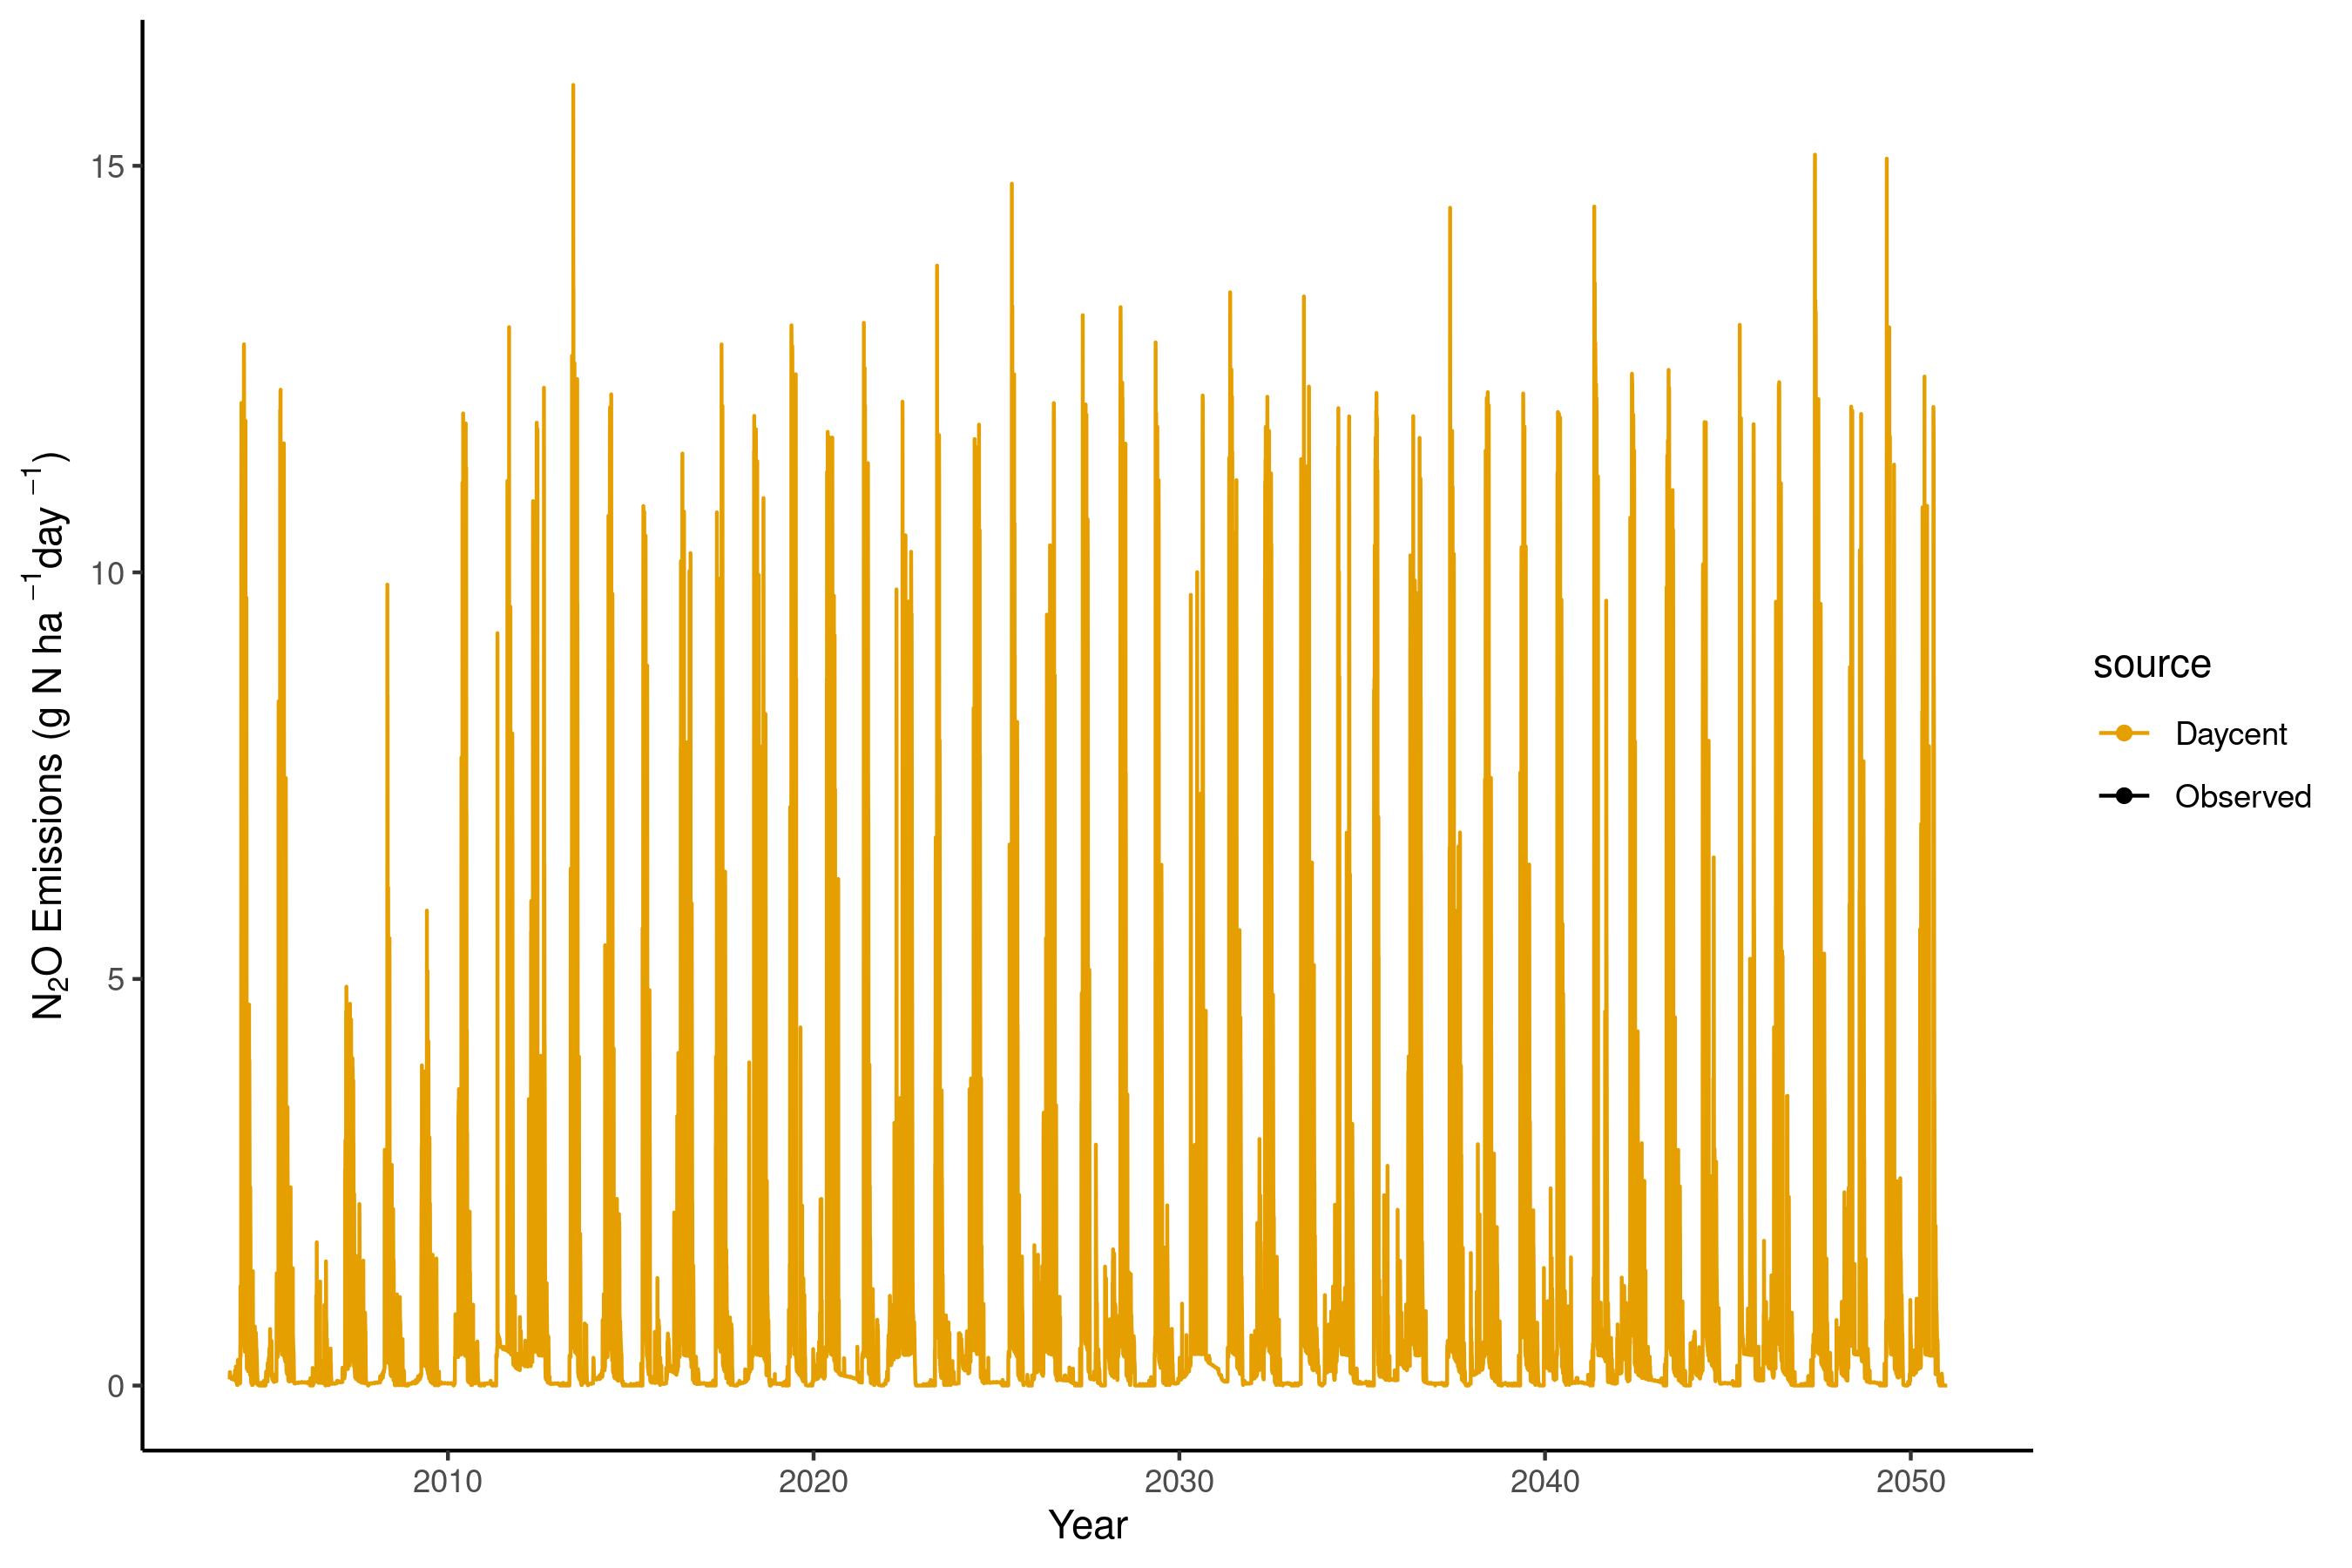 15
10
5
0
N₂O Emissions (g N ha ⁻¹day ⁻¹)
2010 2020 2030 2040 2050
Year
source
Daycent
Observed